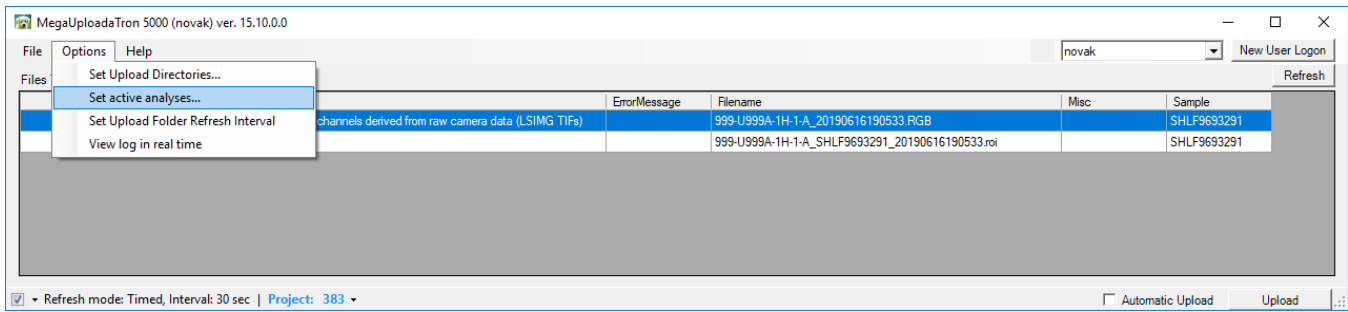 MegaUploadaTron 5000 (novak) ver. 15.10.0.0
File Options Help novak New User Logon
Files Refresh
Set Upload Directories...
Set active analyses...
Set Upload Folder Refresh Interval
View log in real time
ErrorMessage Filename Misc Sample
channels derived from raw camera data (LSIMG TIFs) 999-U999A-1H-1-A_20190616190533.RGB SHLF9693291
999-U999A-1H-1-A_SHLF9693291_20190616190533.roi SHLF9693291
Refresh mode: Timed, Interval: 30 sec | Project: 383 Automatic Upload Upload